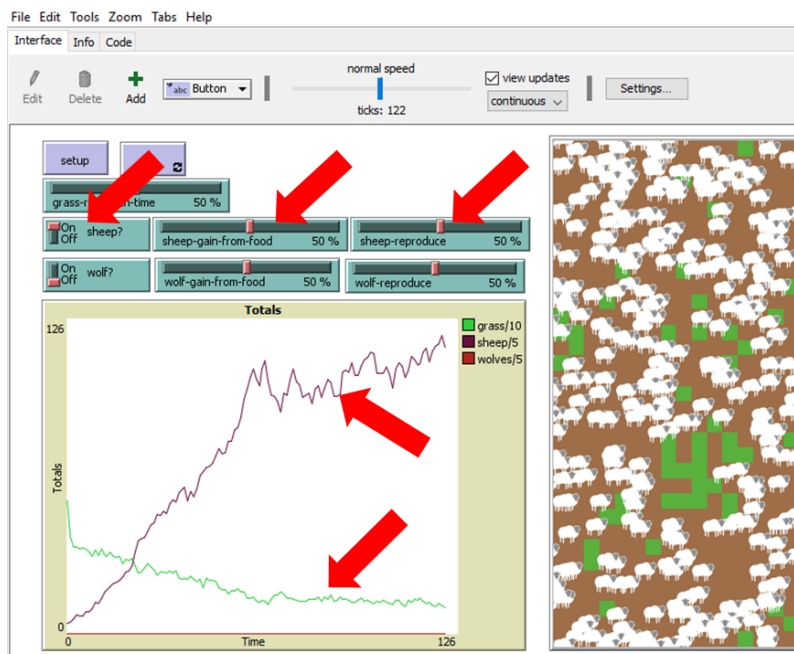 File Edit Tools Zoom Tabs Help
Interface Info Code
normal speed
Edit Delete Add abc Button view updates
continuous Settings...
ticks: 122
setup
50 %
On Off sheep? sheep-gain-from-food 50 % sheep-reproduce 50 %
On Off wolf? wolf-gain-from-food 50 % wolf-reproduce 50 %
Totals
126
grass/10
sheep/5
wolves/5
Totals
0
0 Time 126